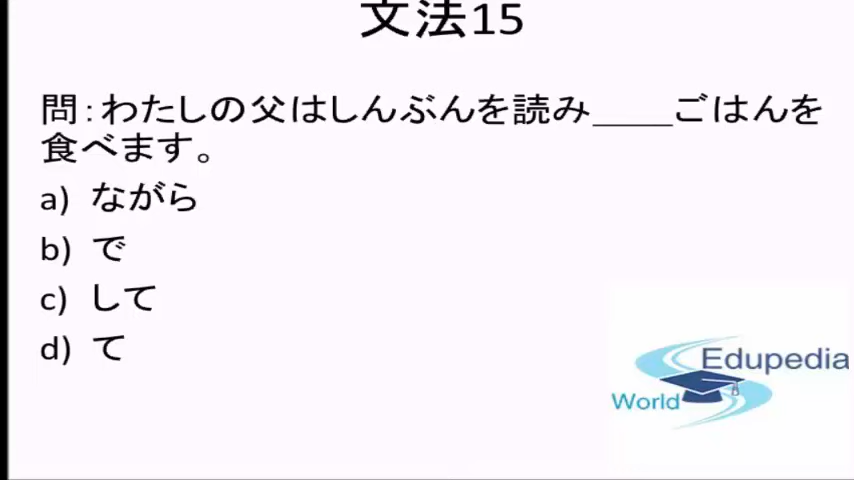 文法15
問：わたしの父はしんぶんを読み____ごはんを
食べます。
a) ながら
b) で
c) して
d) て
Edupedia
World